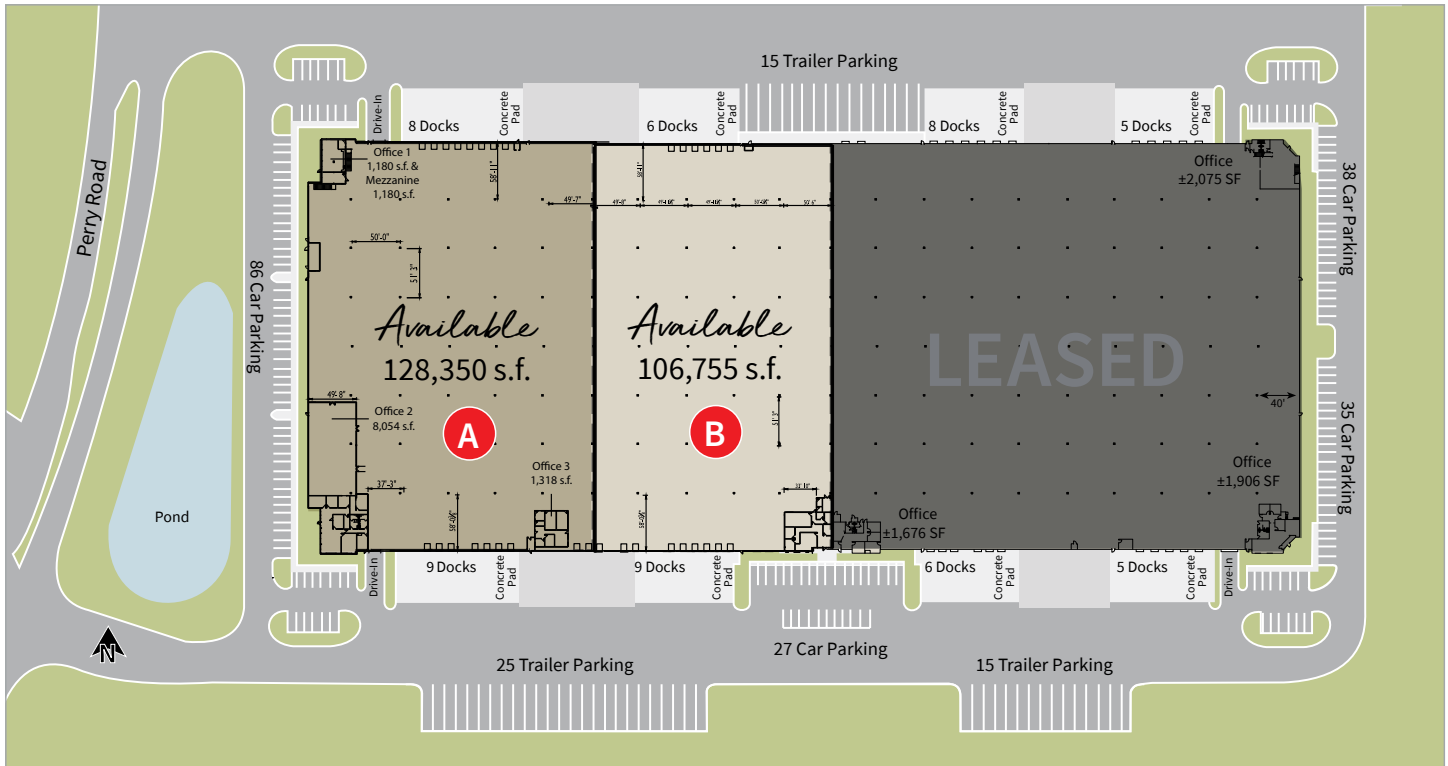 15 Trailer Parking
Drive-In
8 Docks
Concrete
Pad
6 Docks
Concrete
Pad
8 Docks
Concrete
Pad
5 Docks
Concrete
Pad
Perry Road
86 Car Parking
Office 1
1,180 s.f. &
Mezzanine
1,180 s.f.
58'-11"
49'-7"
50'-0"
51' 3"
Available
128,350 s.f.
A
49'- 8"
Office 2
8,054 s.f.
37'-3"
Office 3
1,318 s.f.
Available
106,755 s.f.
B
51' 3"
LEASED
Office
±2,075 SF
40'
Office
±1,906 SF
Office
±1,676 SF
38 Car Parking
35 Car Parking
Pond
N
Drive-In
9 Docks
Concrete
Pad
9 Docks
Concrete
Pad
6 Docks
Concrete
Pad
5 Docks
Concrete
Pad
Drive-In
27 Car Parking
25 Trailer Parking
15 Trailer Parking